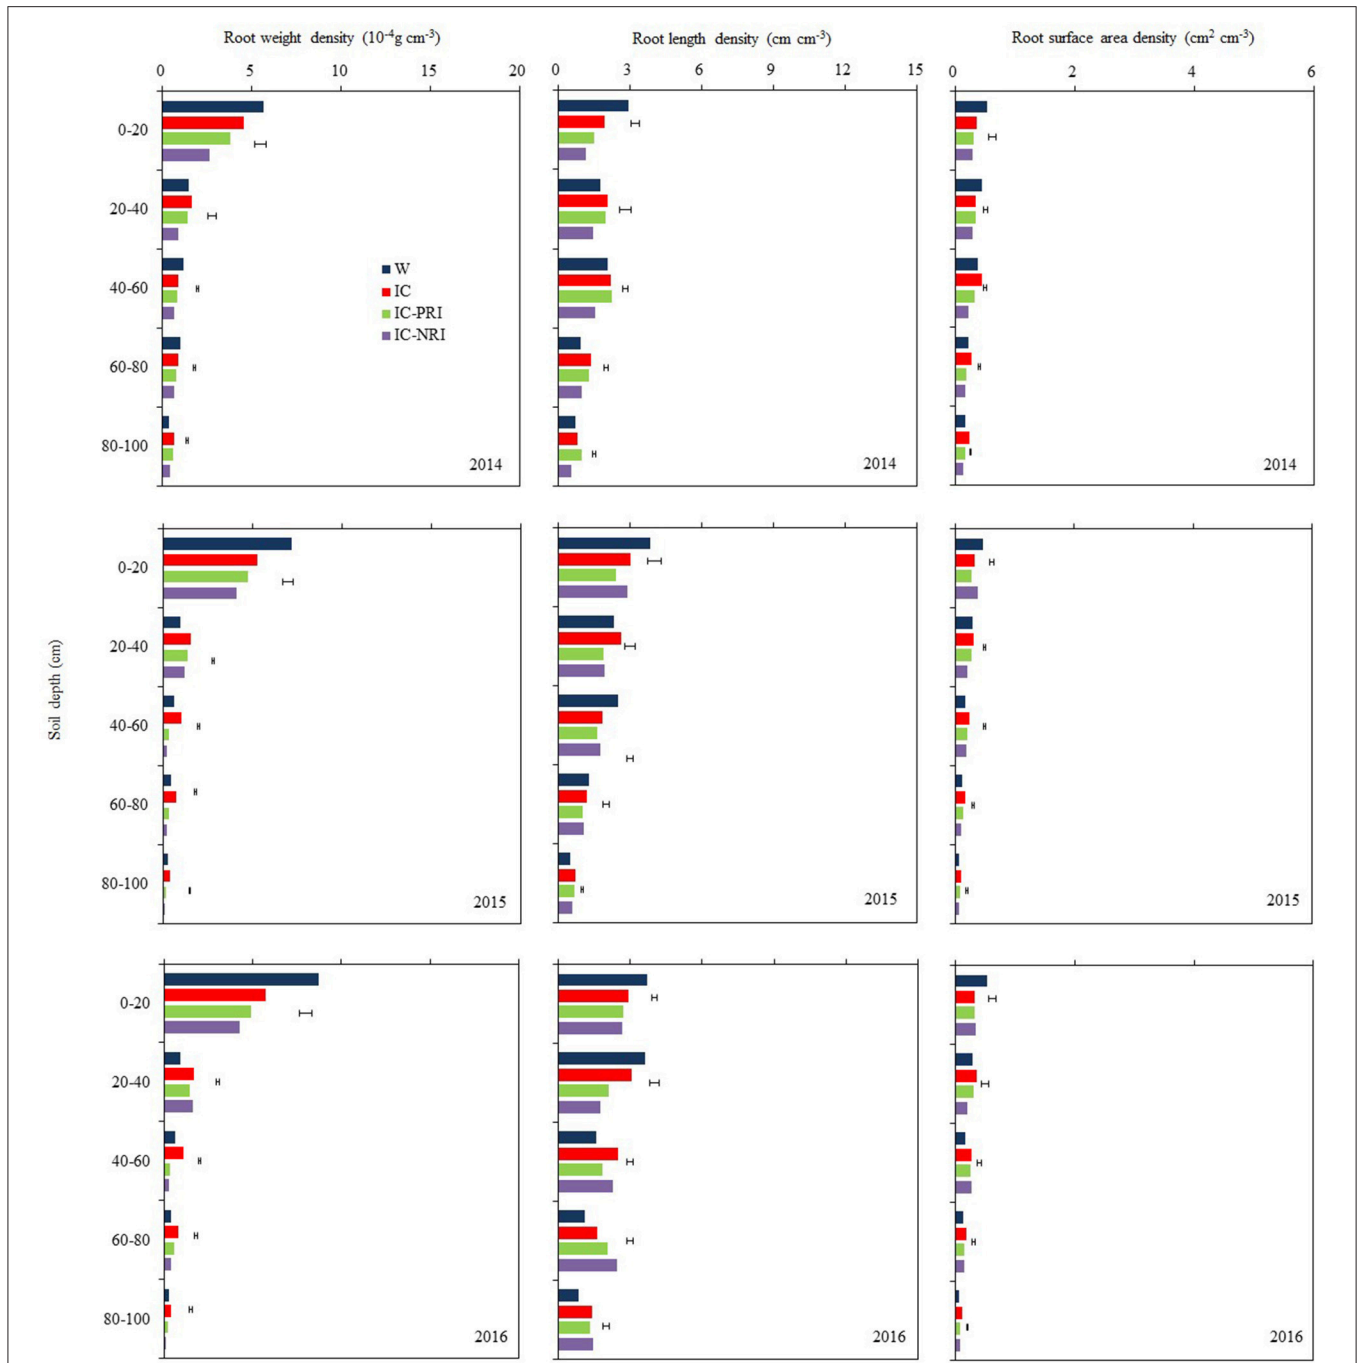 Root weight density (10⁻⁴g cm⁻³) Root length density (cm cm⁻³) Root surface area density (cm² cm⁻³)
0 5 10 15 20 0 3 6 9 12 15 0 2 4 6
0-20
20-40
40-60
60-80
80-100
W
IC
IC-PRI
IC-NRI
2014 2014 2014
Soil depth (cm)
0-20
20-40
40-60
60-80
80-100
2015 2015 2015
0-20
20-40
40-60
60-80
80-100
2016 2016 2016